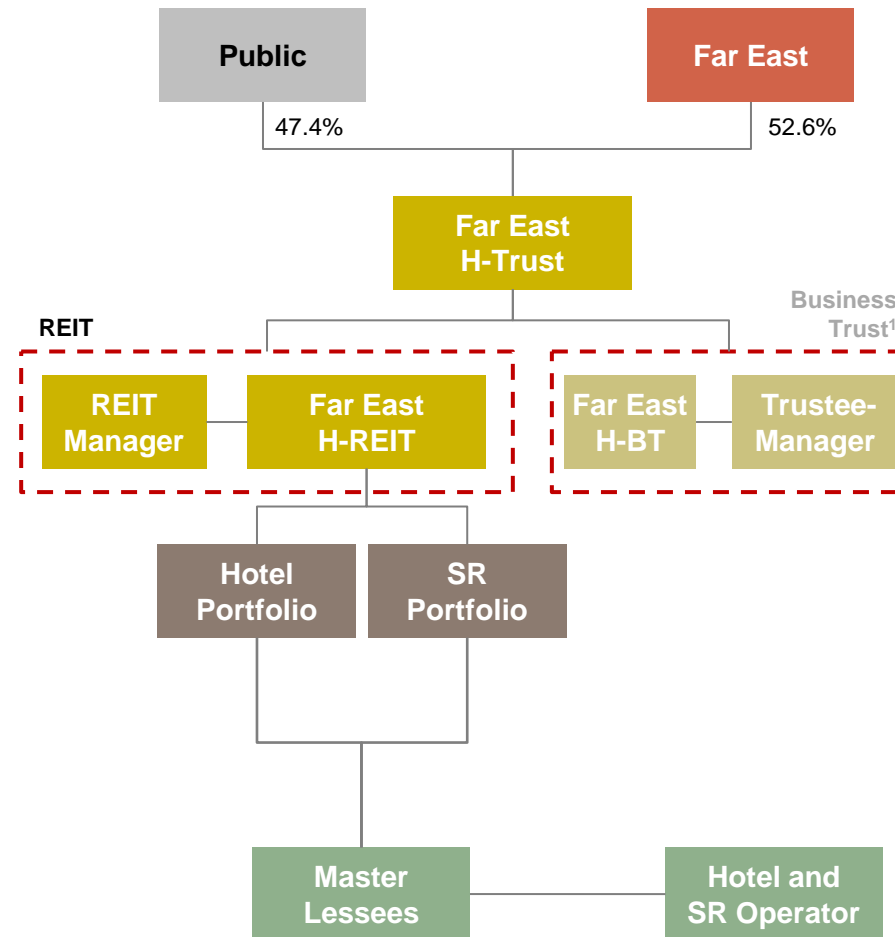 Public
Far East
47.4%
52.6%
Far East
H-Trust
REIT
Business
Trust¹
REIT
Manager
Far East
H-REIT
Far East
H-BT
Trustee-
Manager
Hotel
Portfolio
SR
Portfolio
Master
Lessees
Hotel and
SR Operator